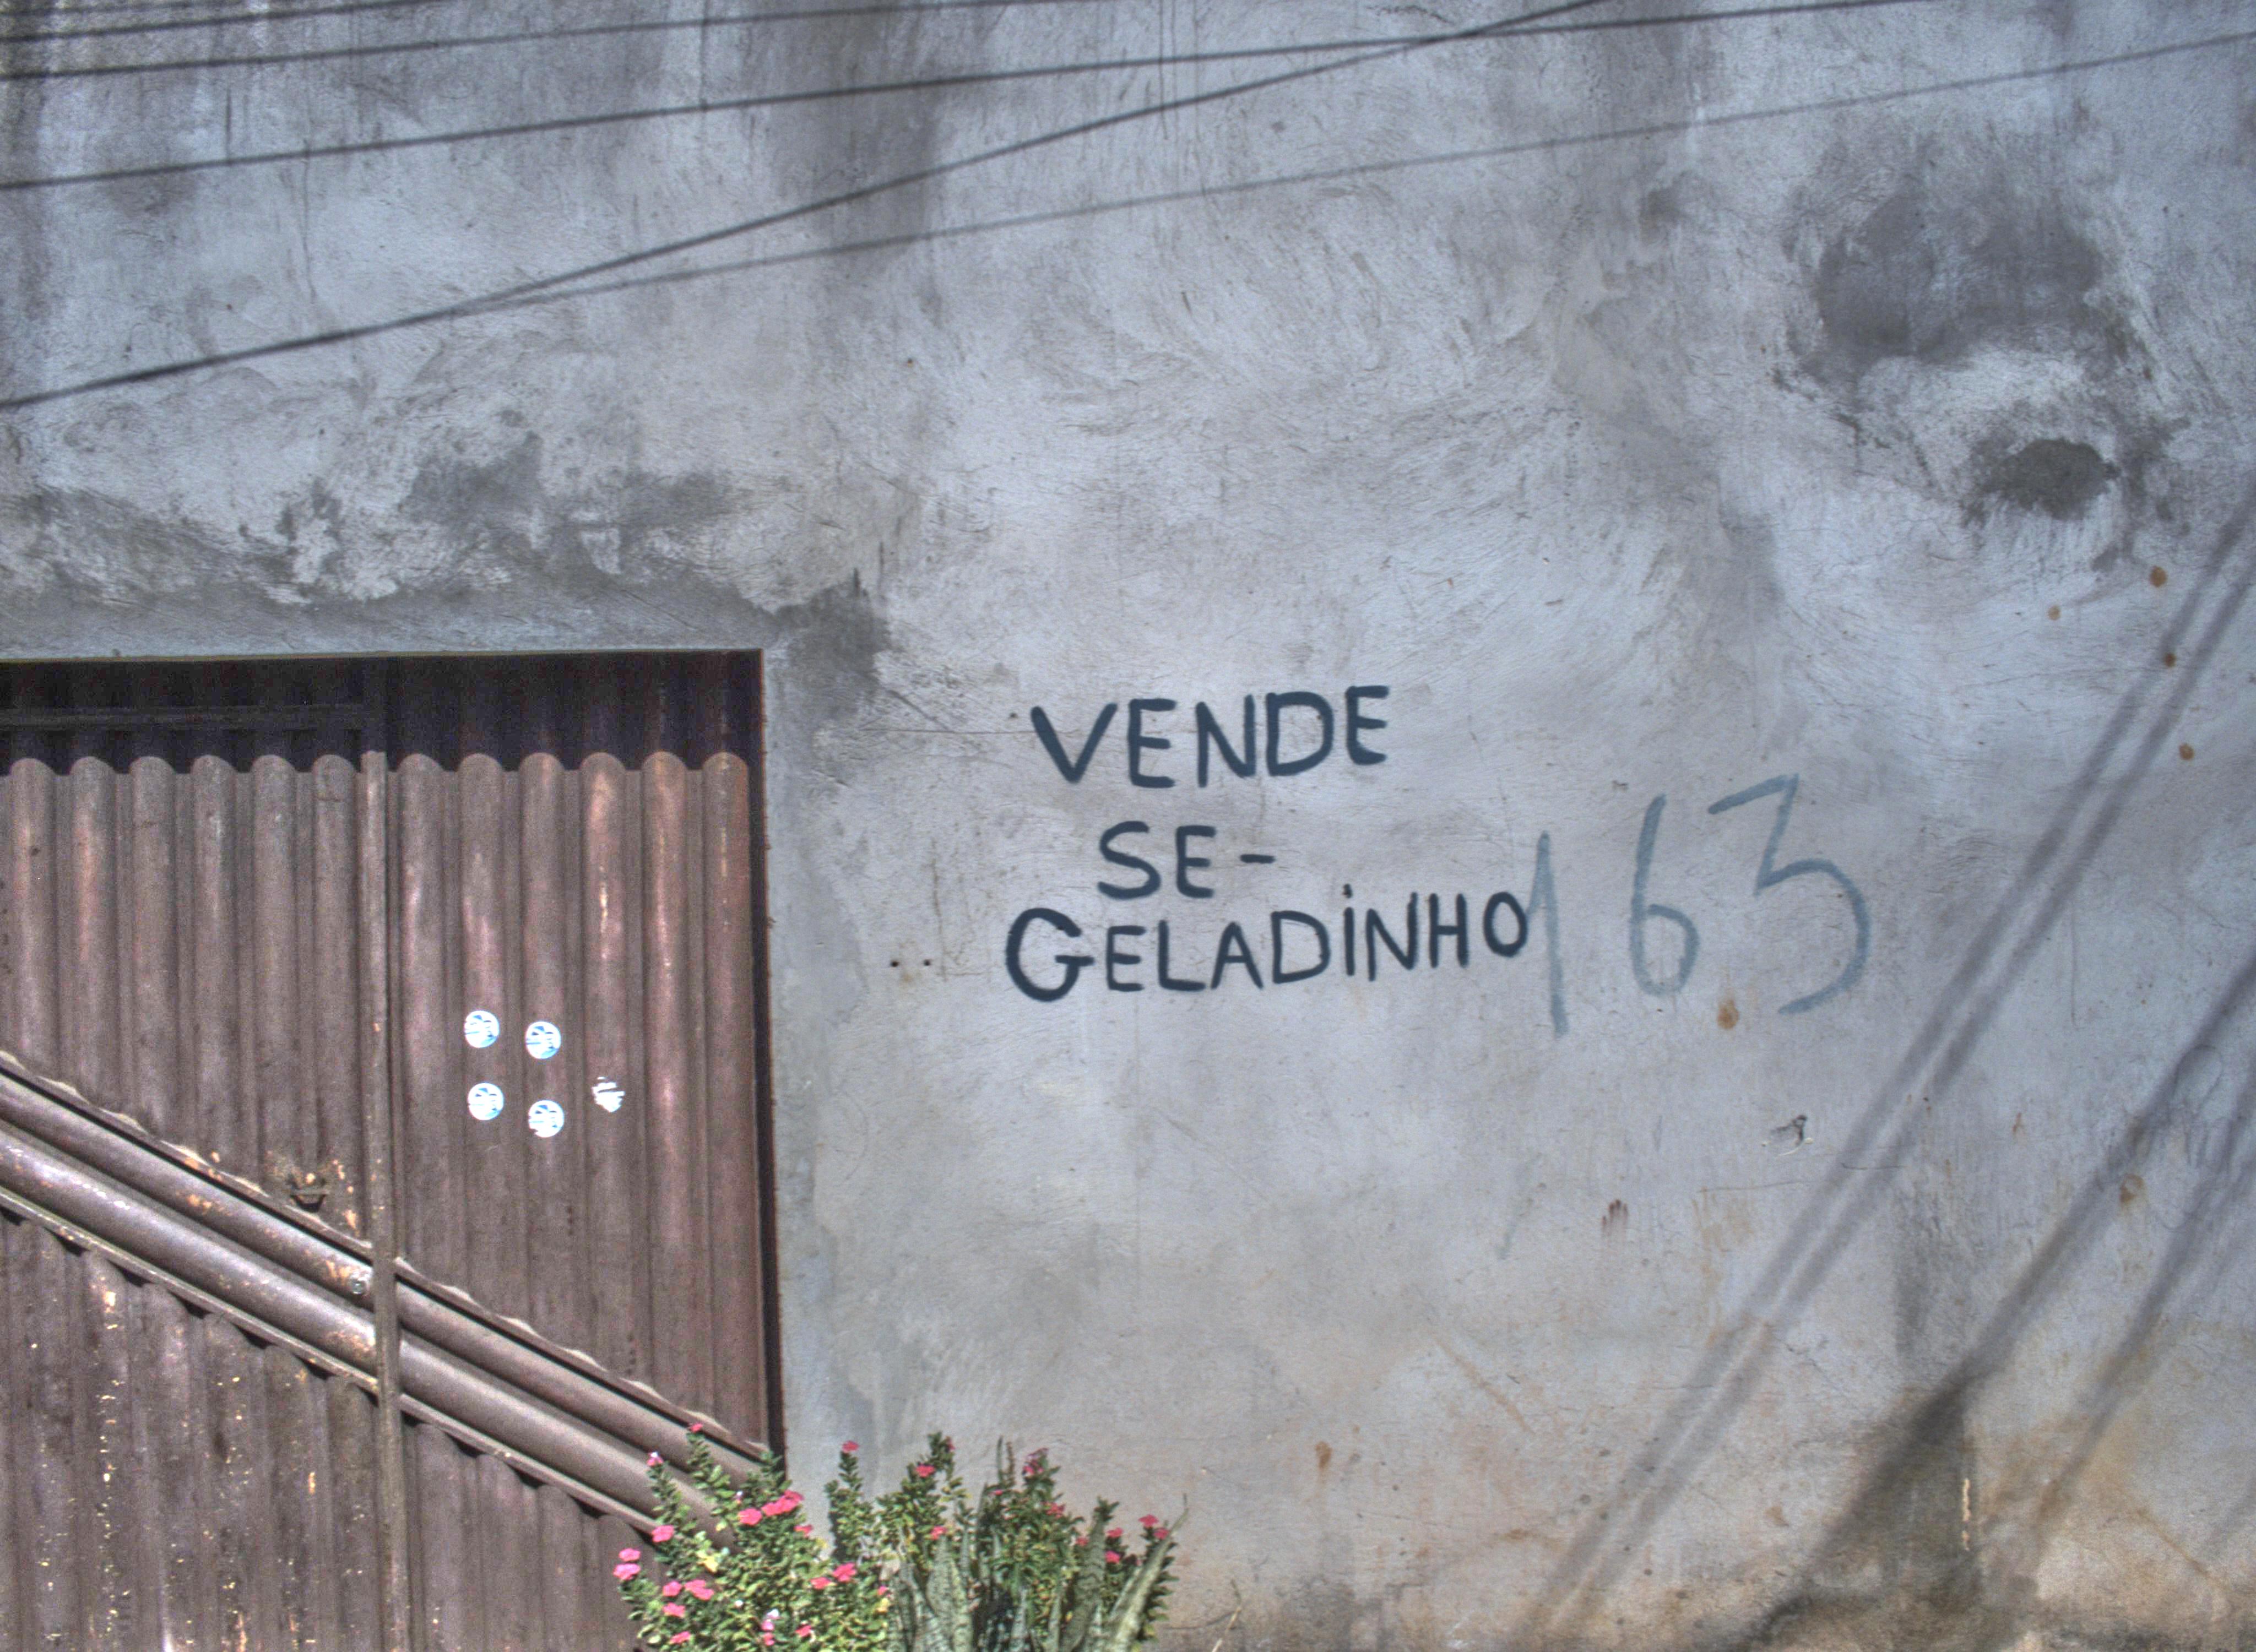 VENDE
SE-
GELADINHO
163